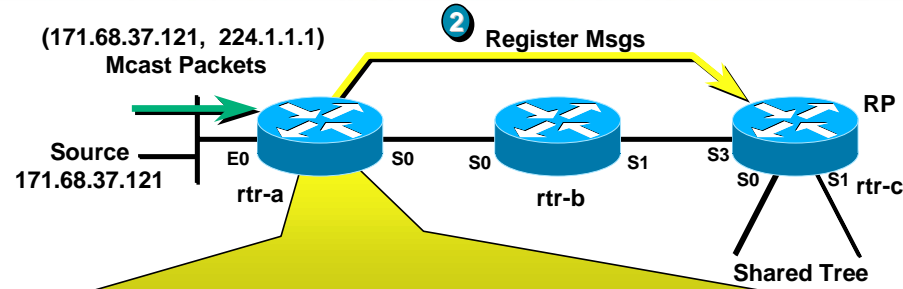 2
(171.68.37.121, 224.1.1.1)
Mcast Packets
Register Msgs
RP
Source
171.68.37.121
E0
S0
S0
S1
S3
S0
S1
rtr-a
rtr-b
rtr-c
Shared Tree